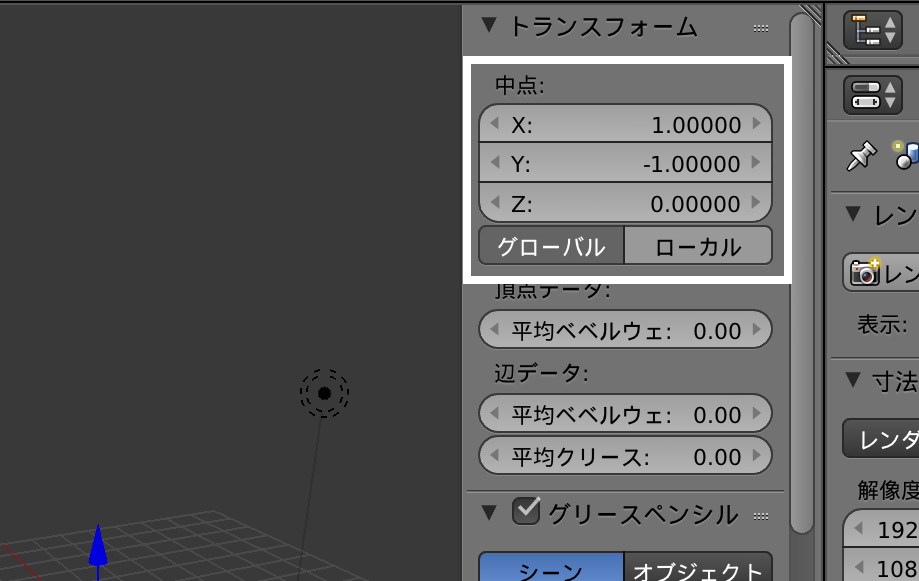 トランスフォーム
中点:
X: 1.00000
Y: -1.00000
Z: 0.00000
グローバル ローカル
頂点データ:
平均ベベルウェ: 0.00
辺データ:
平均ベベルウェ: 0.00
平均クリース: 0.00
グリースペンシル
シーン オブジェクト
レン
レン
表示:
寸法
レンダ
解像度
192
108